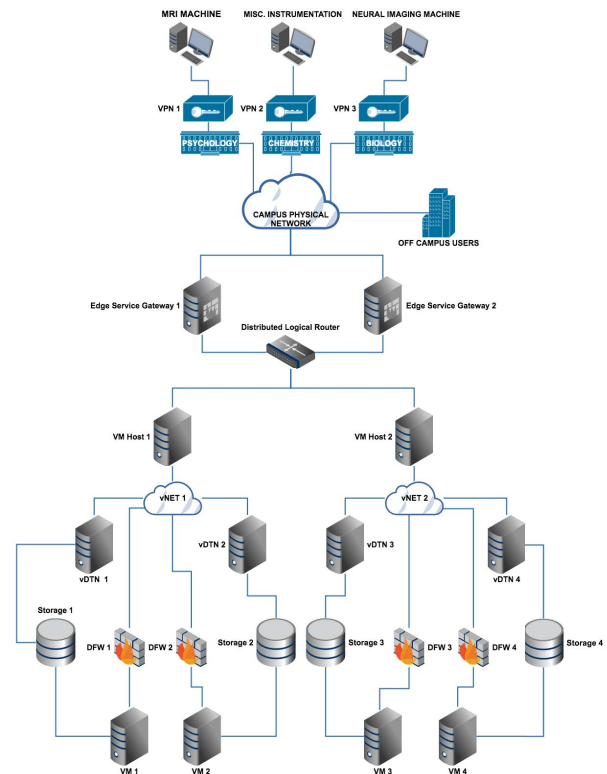 MRI MACHINE
MISC. INSTRUMENTATION
NEURAL IMAGING MACHINE
VPN 1
VPN 2
VPN 3
PSYCHOLOGY
CHEMISTRY
BIOLOGY
CAMPUS PHYSICAL
NETWORK
OFF CAMPUS USERS
Edge Service Gateway 1
Edge Service Gateway 2
Distributed Logical Router
VM Host 1
VM Host 2
vNET 1
vNET 2
vDTN 1
vDTN 2
vDTN 3
vDTN 4
Storage 1
DFW 1
DFW 2
Storage 2
Storage 3
DFW 3
DFW 4
Storage 4
VM 1
VM 2
VM 3
VM 4